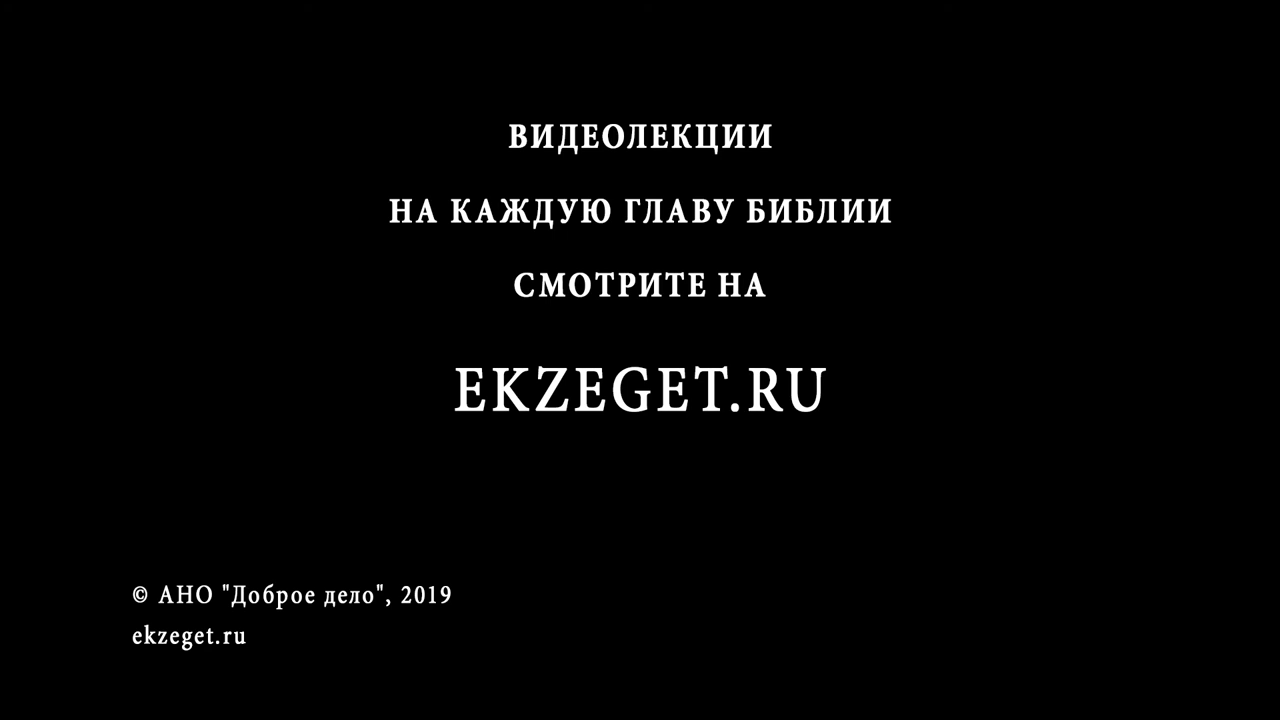 ВИДЕОЛЕКЦИИ
НА КАЖДУЮ ГЛАВУ БИБЛИИ
СМОТРИТЕ НА
EKZEGET.RU
© АНО "Доброе дело", 2019
ekzeget.ru